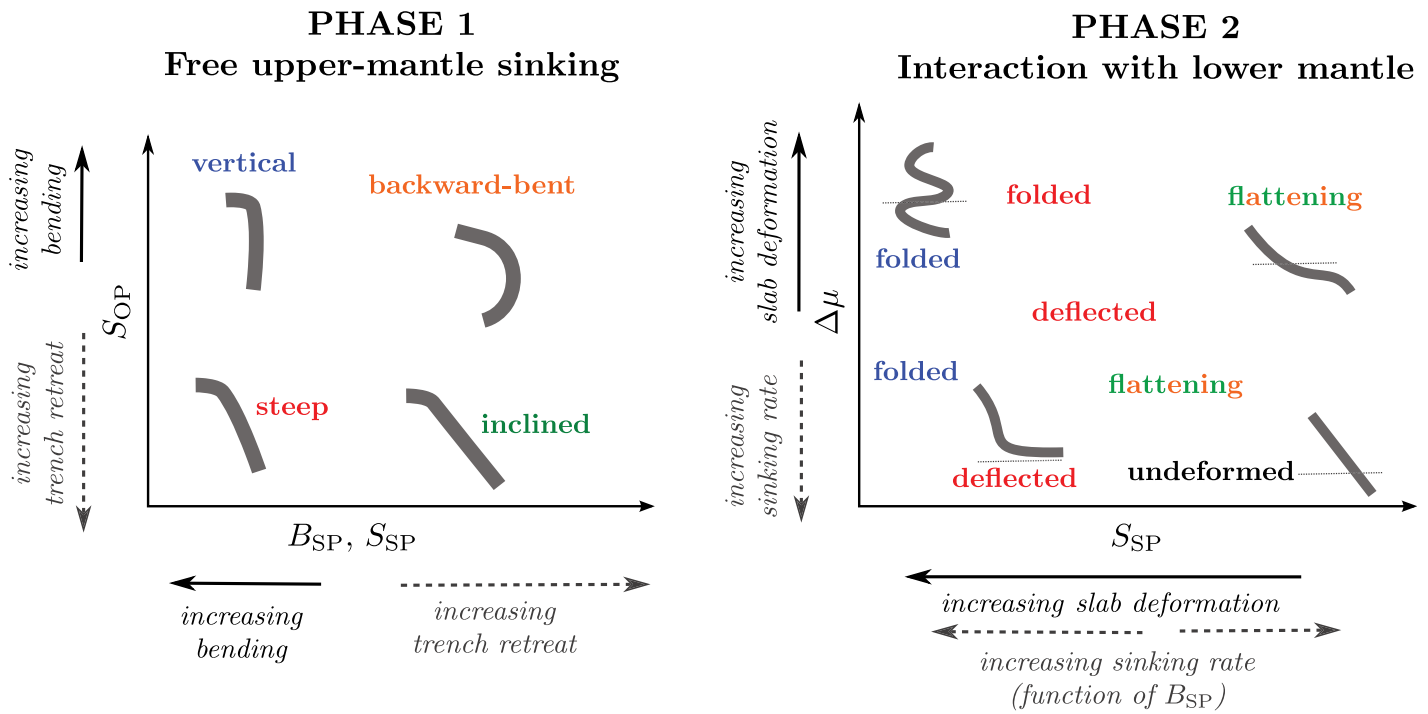 PHASE 1
Free upper-mantle sinking
increasing
bending
S_OP
increasing
trench retreat
vertical
backward-bent
steep
inclined
B_SP, S_SP
increasing
bending
increasing
trench retreat
PHASE 2
Interaction with lower mantle
increasing
slab deformation
Δμ
increasing
sinking rate
folded
flattening
folded
deflected
folded
flattening
deflected
undeformed
S_SP
increasing slab deformation
increasing sinking rate
(function of B_SP)